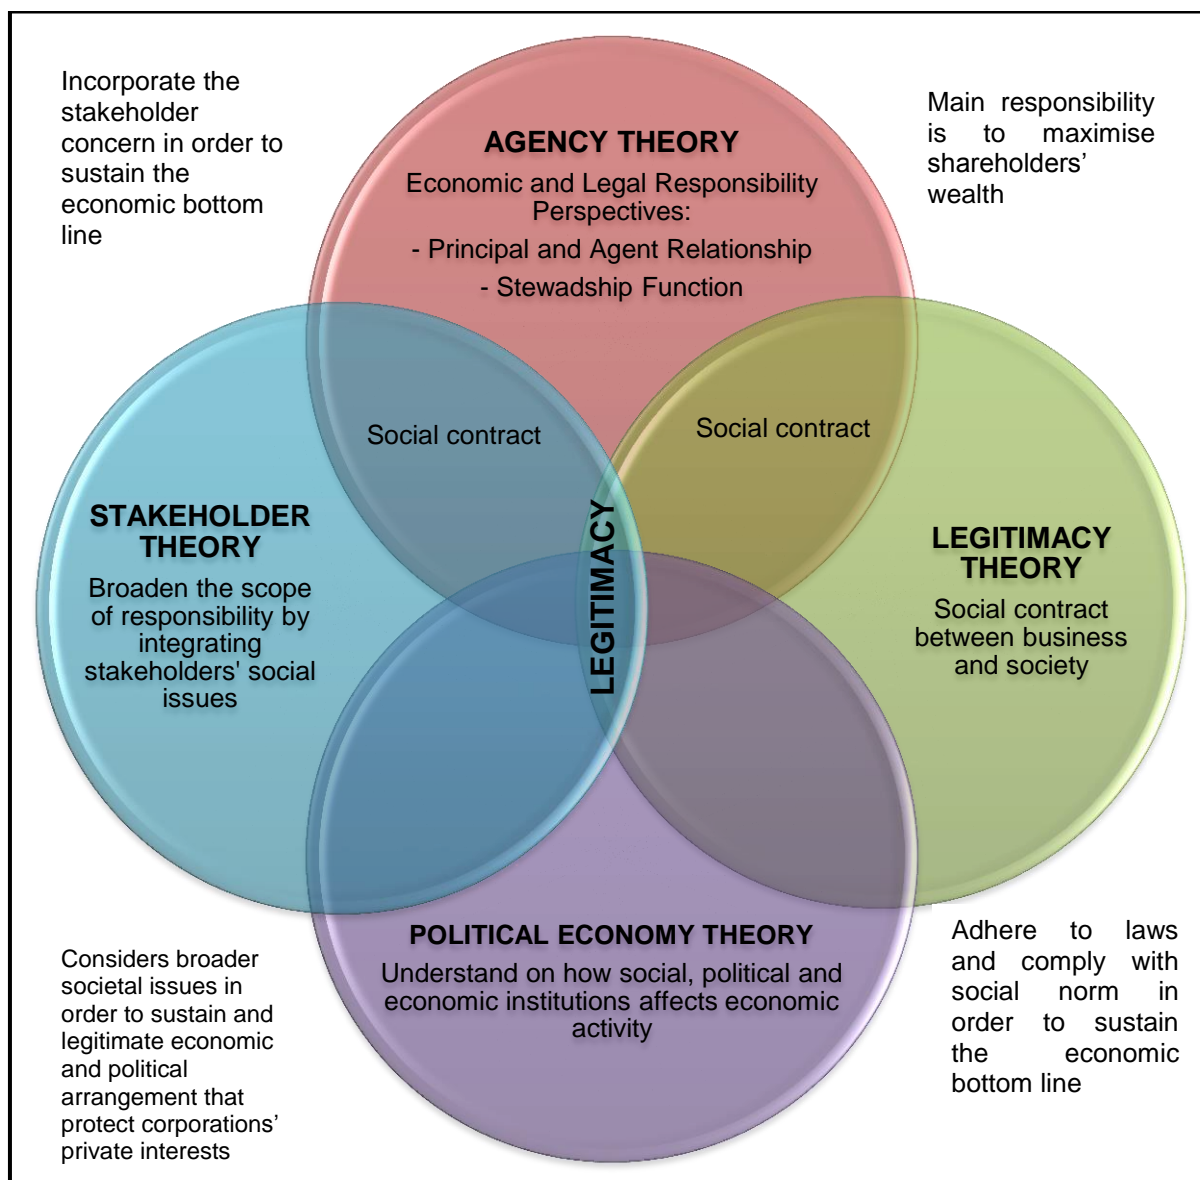 Incorporate the
stakeholder
concern in order to
sustain the
economic bottom
line
Main responsibility
is to maximise
shareholders’
wealth
AGENCY THEORY
Economic and Legal Responsibility
Perspectives:
- Principal and Agent Relationship
- Stewadship Function
Social contract
Social contract
STAKEHOLDER
THEORY
Broaden the scope
of responsibility by
integrating
stakeholders’ social
issues
LEGITIMACY
LEGITIMACY
THEORY
Social contract
between business
and society
POLITICAL ECONOMY THEORY
Understand on how social, political and
economic institutions affects economic
activity
Considers broader
societal issues in
order to sustain and
legitimate economic
and political
arrangement that
protect corporations’
private interests
Adhere to laws
and comply with
social norm in
order to sustain
the economic
bottom line